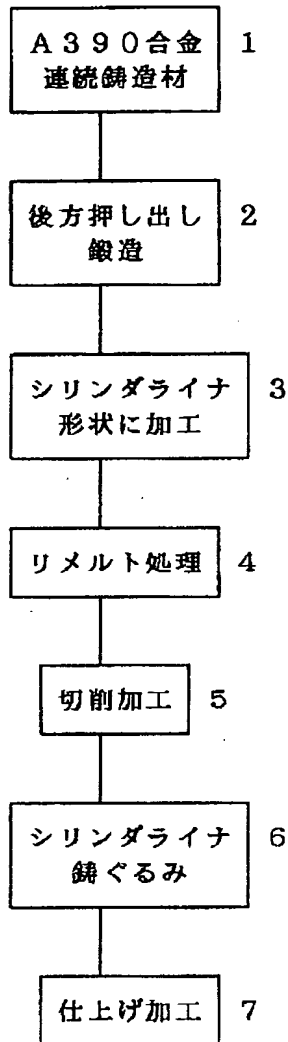 A390合金 1
連続鋳造材
後方押し出し 2
鍛造
シリンダライナ 3
形状に加工
リメルト処理 4
切削加工 5
シリンダライナ 6
鋳ぐるみ
仕上げ加工 7